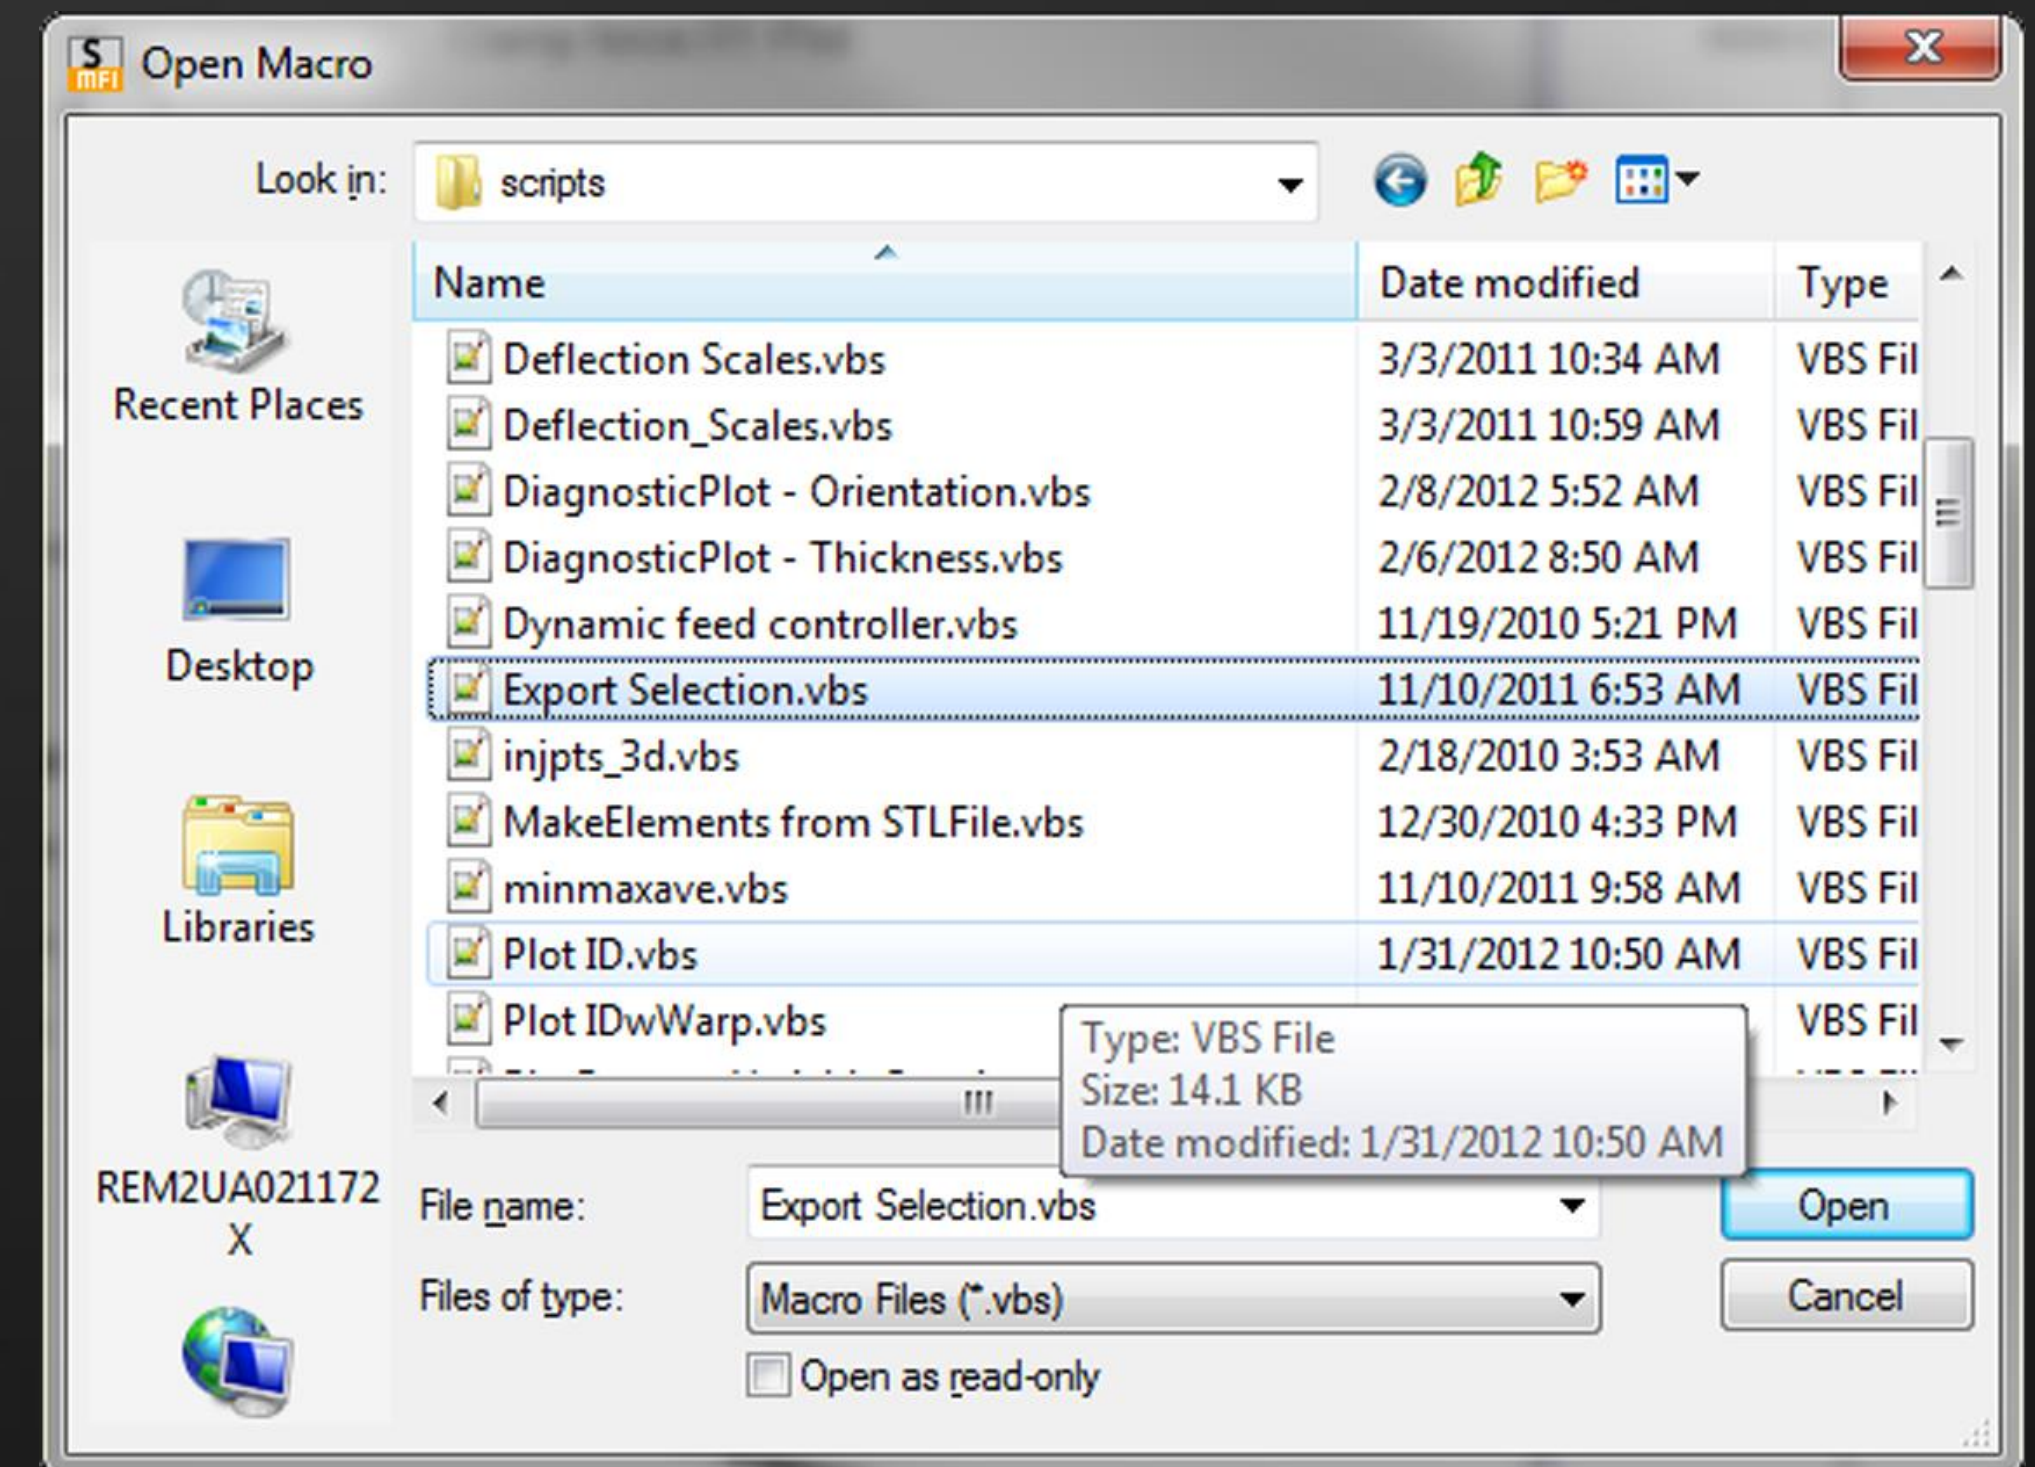 S
MFI
Open Macro
Look in:
scripts
Name
Date modified
Type
Deflection Scales.vbs 3/3/2011 10:34 AM VBS Fil
Deflection_Scales.vbs 3/3/2011 10:59 AM VBS Fil
DiagnosticPlot - Orientation.vbs 2/8/2012 5:52 AM VBS Fil
DiagnosticPlot - Thickness.vbs 2/6/2012 8:50 AM VBS Fil
Dynamic feed controller.vbs 11/19/2010 5:21 PM VBS Fil
Export Selection.vbs 11/10/2011 6:53 AM VBS Fil
injpts_3d.vbs 2/18/2010 3:53 AM VBS Fil
MakeElements from STLFile.vbs 12/30/2010 4:33 PM VBS Fil
minmaxave.vbs 11/10/2011 9:58 AM VBS Fil
Plot ID.vbs 1/31/2012 10:50 AM VBS Fil
Plot IDwWarp.vbs VBS Fil
Type: VBS File
Size: 14.1 KB
Date modified: 1/31/2012 10:50 AM
Recent Places
Desktop
Libraries
REM2UA021172
X
File name:
Export Selection.vbs
Open
Files of type:
Macro Files (*.vbs)
Cancel
Open as read-only